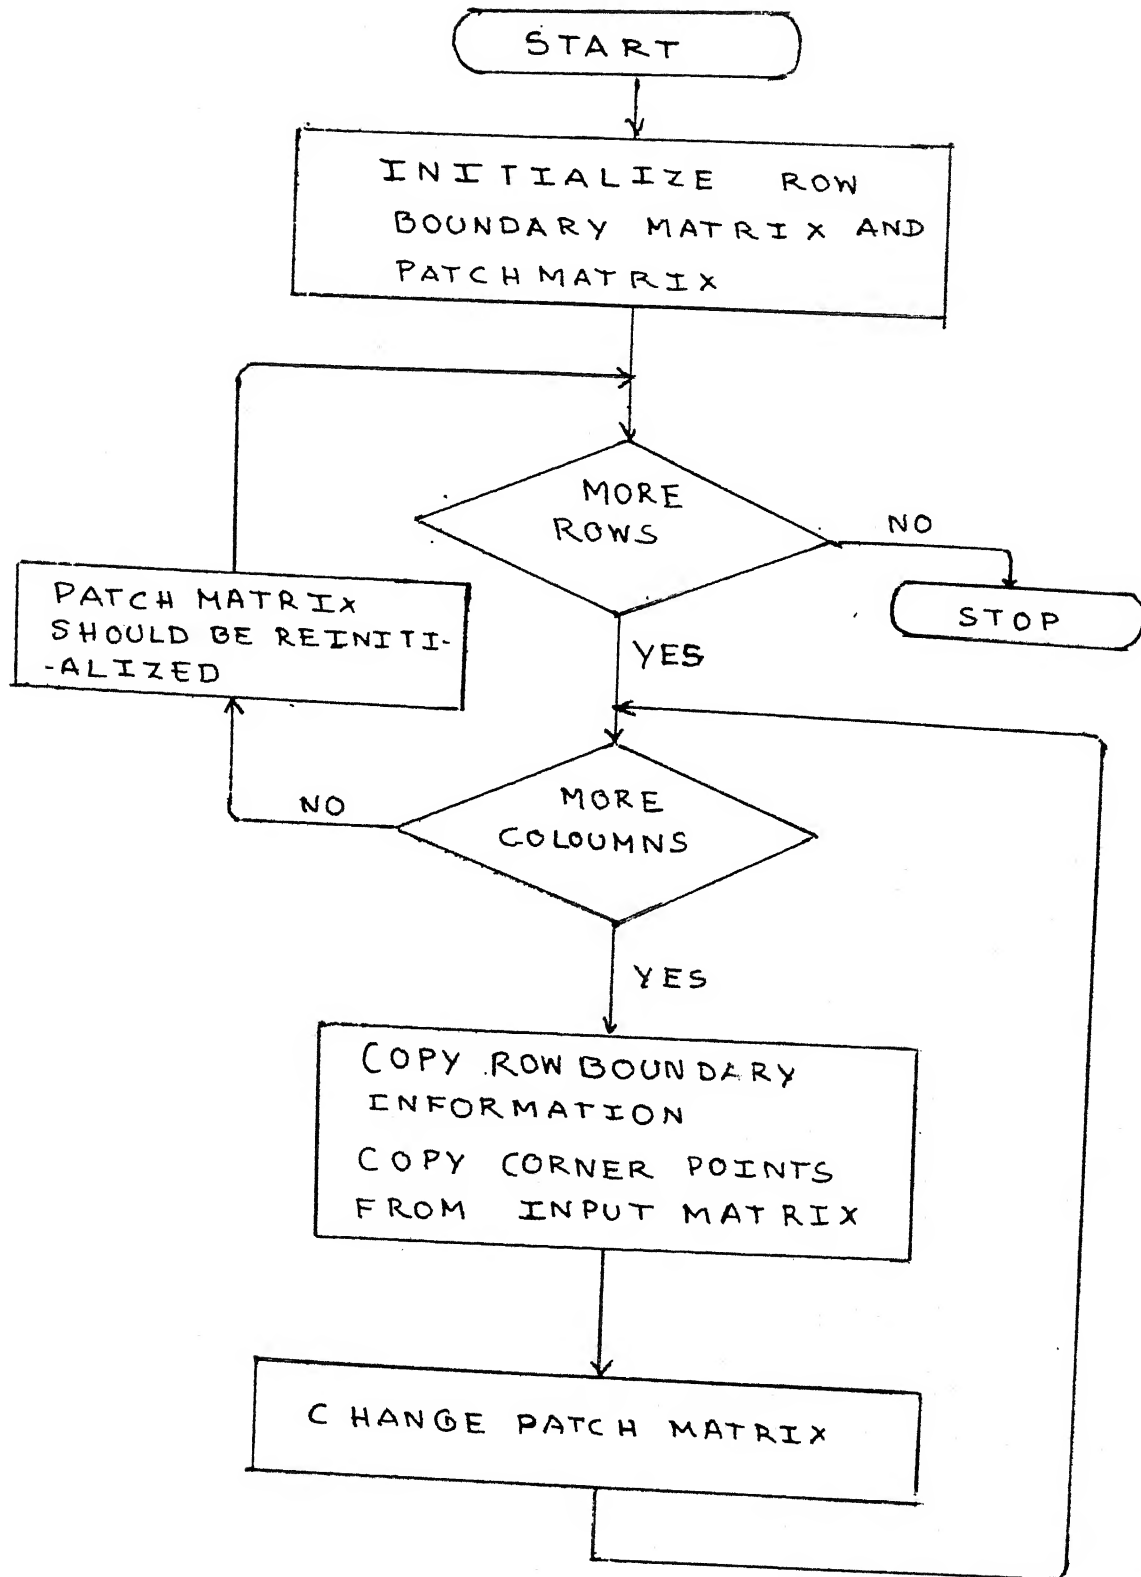 START
INITIALIZE ROW
BOUNDARY MATRIX AND
PATCH MATRIX
MORE
ROWS
NO
STOP
PATCH MATRIX
SHOULD BE REINITI-
-ALIZED
YES
MORE
COLOUMNS
NO
YES
COPY ROW BOUNDARY
INFORMATION
COPY CORNER POINTS
FROM INPUT MATRIX
CHANGE PATCH MATRIX